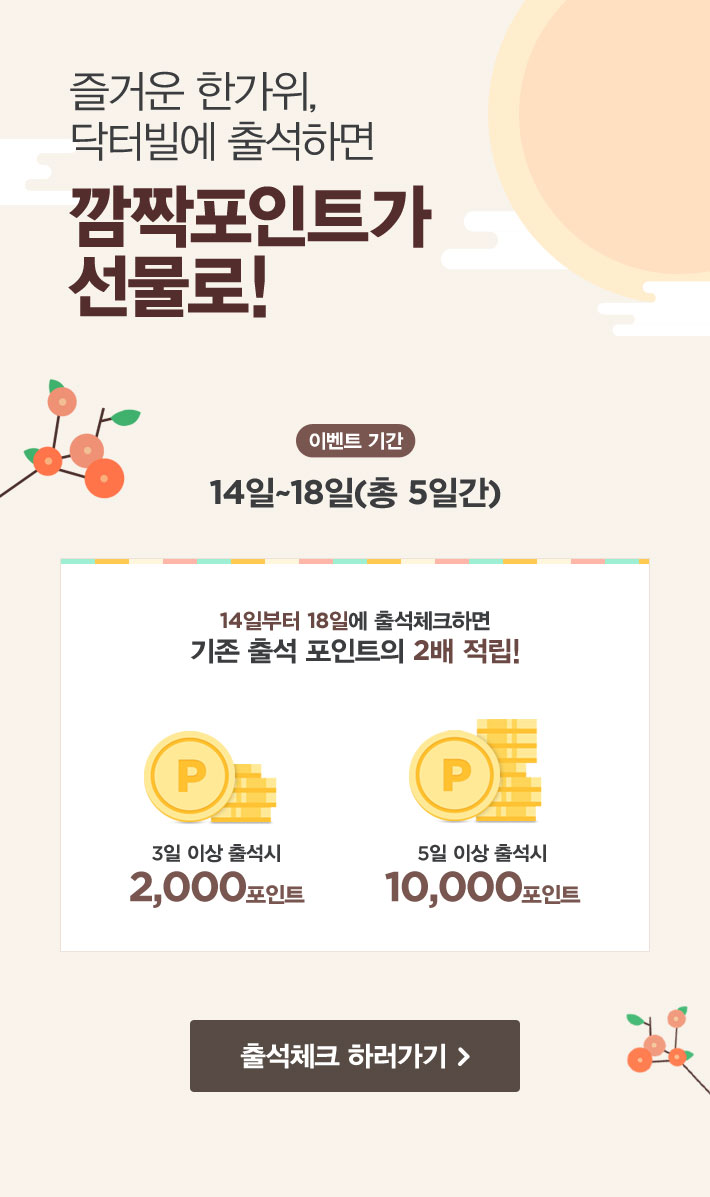 즐거운 한가위,
닥터빌에 출석하면
깜짝포인트가
선물로!
이벤트 기간
14일~18일(총 5일간)
14일부터 18일에 출석체크하면
기존 출석 포인트의 2배 적립!
P
P
3일 이상 출석시
2,000포인트
5일 이상 출석시
10,000포인트
출석체크 하러가기 >